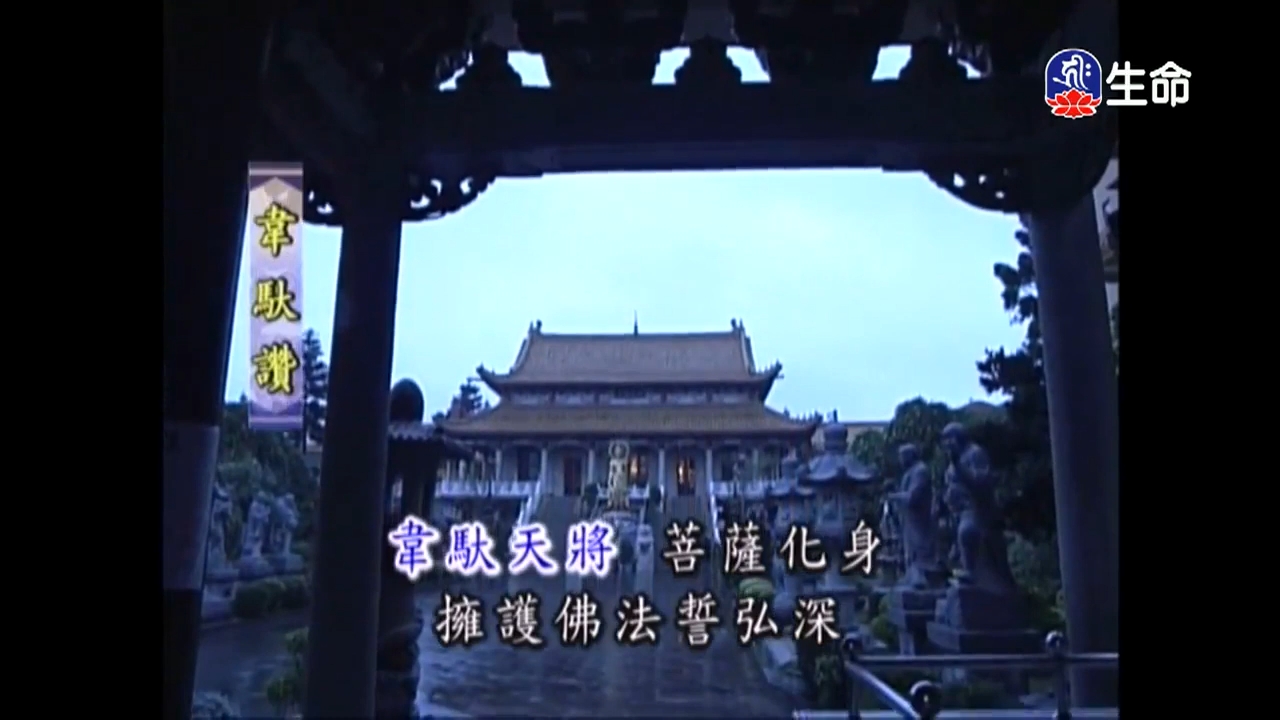 生命
韋馱讚
韋馱天將 菩薩化身
擁護佛法誓弘深